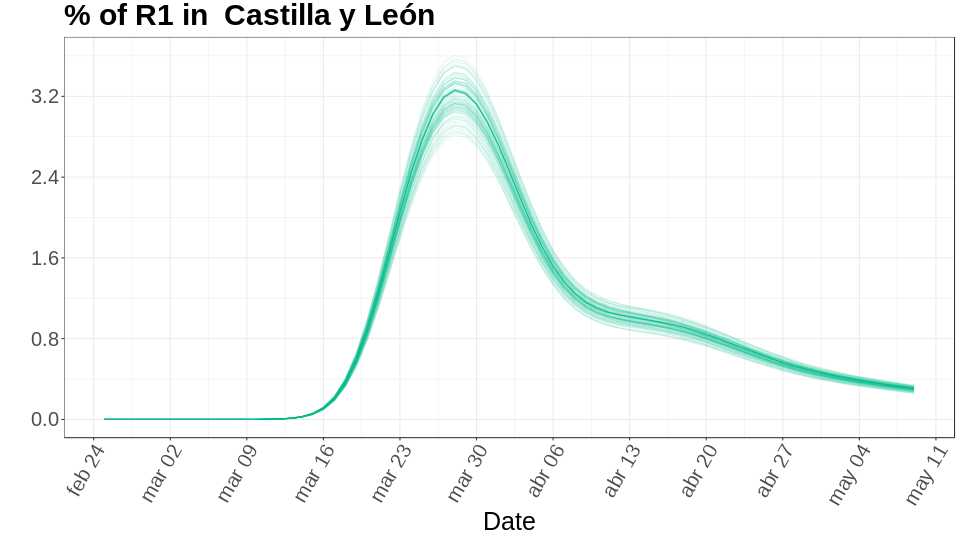 % of R1 in  Castilla y León
3.2
2.4
1.6
0.8
0.0
feb 24
mar 02
mar 09
mar 16
mar 23
mar 30
abr 06
abr 13
abr 20
abr 27
may 04
may 11
Date